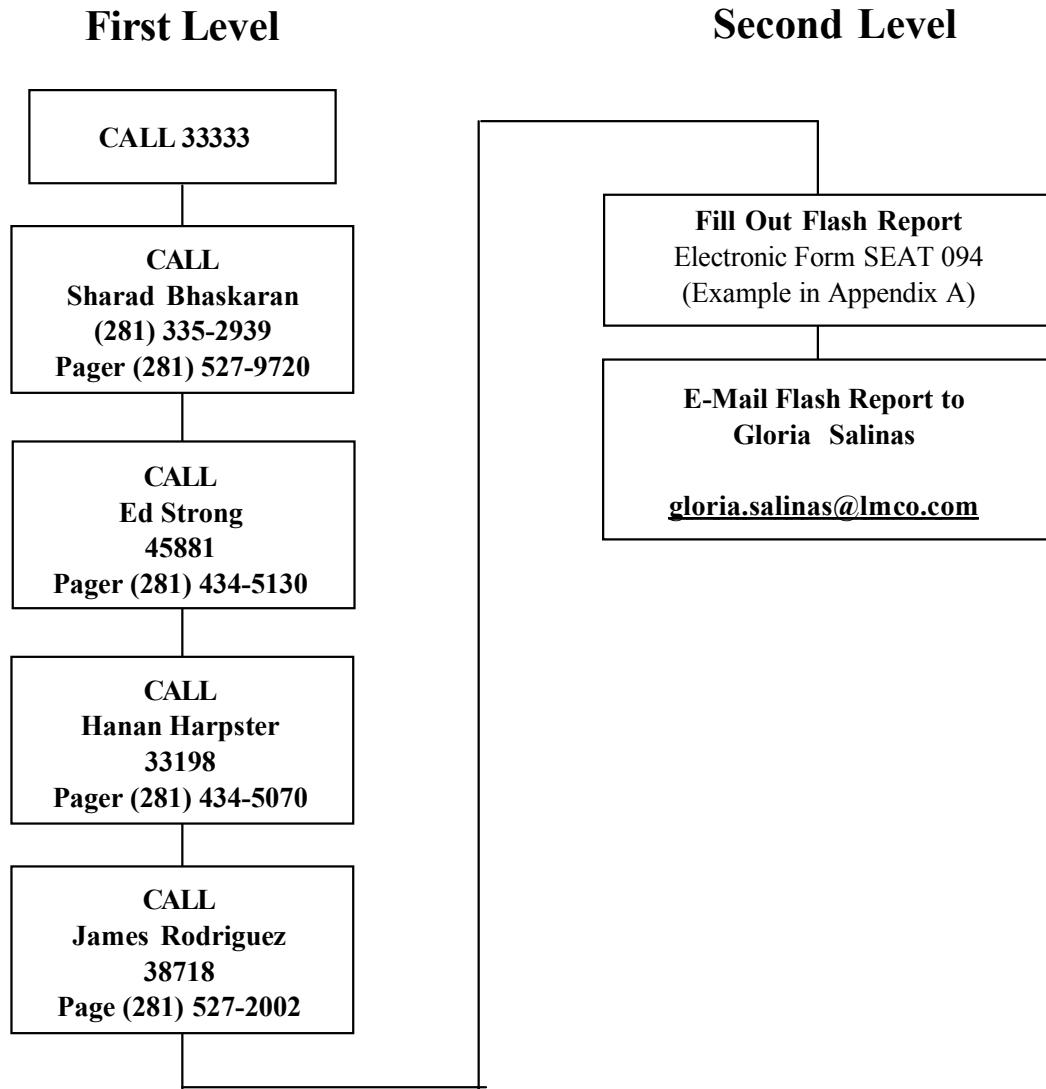 First Level
CALL 33333
CALL
Sharad Bhaskaran
(281) 335-2939
Pager (281) 527-9720
CALL
Ed Strong
45881
Pager (281) 434-5130
CALL
Hanan Harpster
33198
Pager (281) 434-5070
CALL
James Rodriguez
38718
Page (281) 527-2002
Second Level
Fill Out Flash Report
Electronic Form SEAT 094
(Example in Appendix A)
E-Mail Flash Report to
Gloria Salinas
gloria.salinas@lmco.com